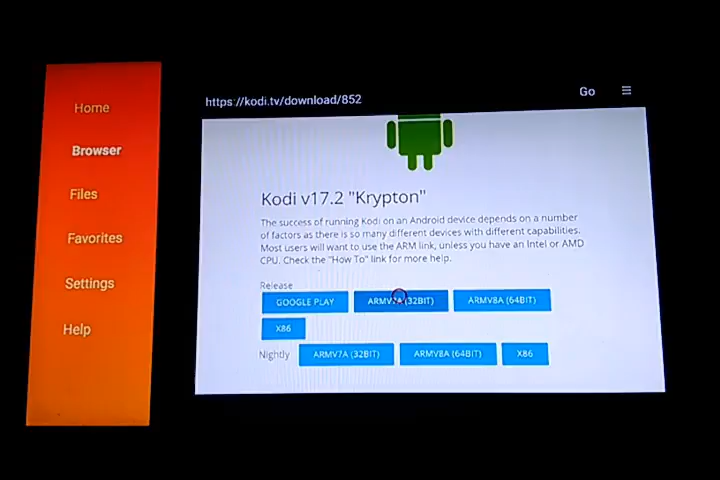 Home
Browser
Files
Favorites
Settings
Help
https://kodi.tv/download/852
Go
Kodi v17.2 "Krypton"
The success of running Kodi on an Android device depends on a number
of factors as there is so many different devices with different capabilities.
Most users will want to use the ARM link, unless you have an Intel or AMD
CPU. Check the "How To" link for more help.
Release
GOOGLE PLAY ARMV7A (32BIT) ARMV8A (64BIT)
X86
Nightly ARMV7A (32BIT) ARMV8A (64BIT) X86